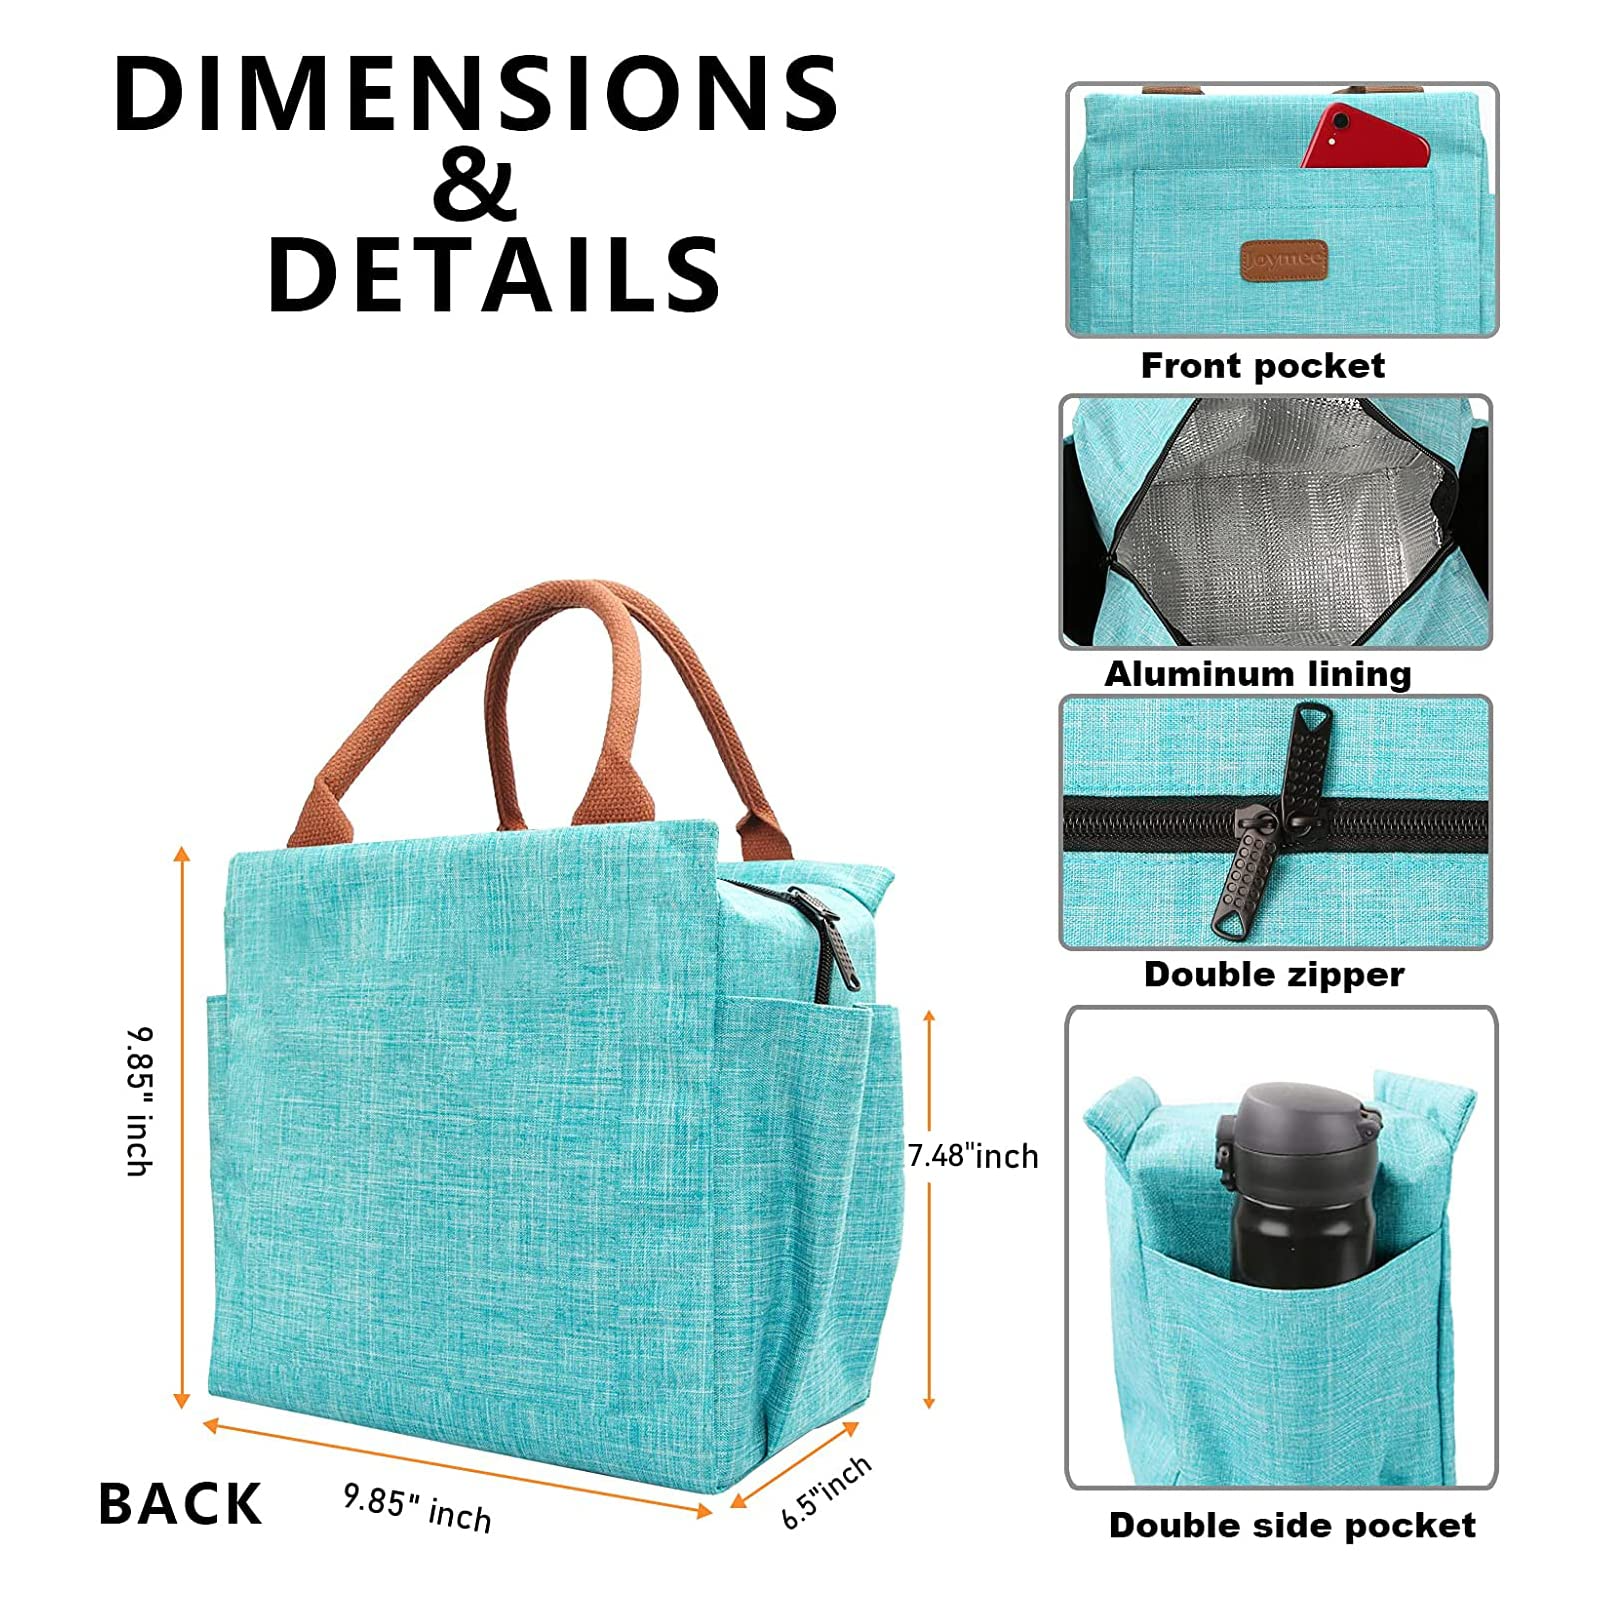 DIMENSIONS
&
DETAILS
Joymee
Front pocket
Aluminum lining
Double zipper
Double side pocket
9.85" inch
7.48"inch
9.85" inch
6.5"inch
BACK